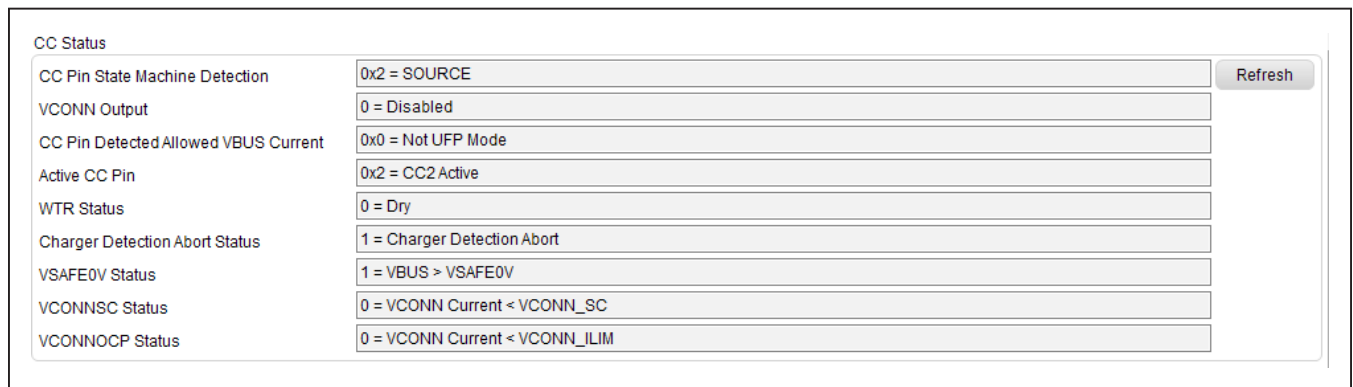 CC Status
CC Pin State Machine Detection 0x2 = SOURCE Refresh
VCONN Output 0 = Disabled
CC Pin Detected Allowed VBUS Current 0x0 = Not UFP Mode
Active CC Pin 0x2 = CC2 Active
WTR Status 0 = Dry
Charger Detection Abort Status 1 = Charger Detection Abort
VSAFE0V Status 1 = VBUS > VSAFE0V
VCONNSC Status 0 = VCONN Current < VCONN_SC
VCONNOCP Status 0 = VCONN Current < VCONN_ILIM